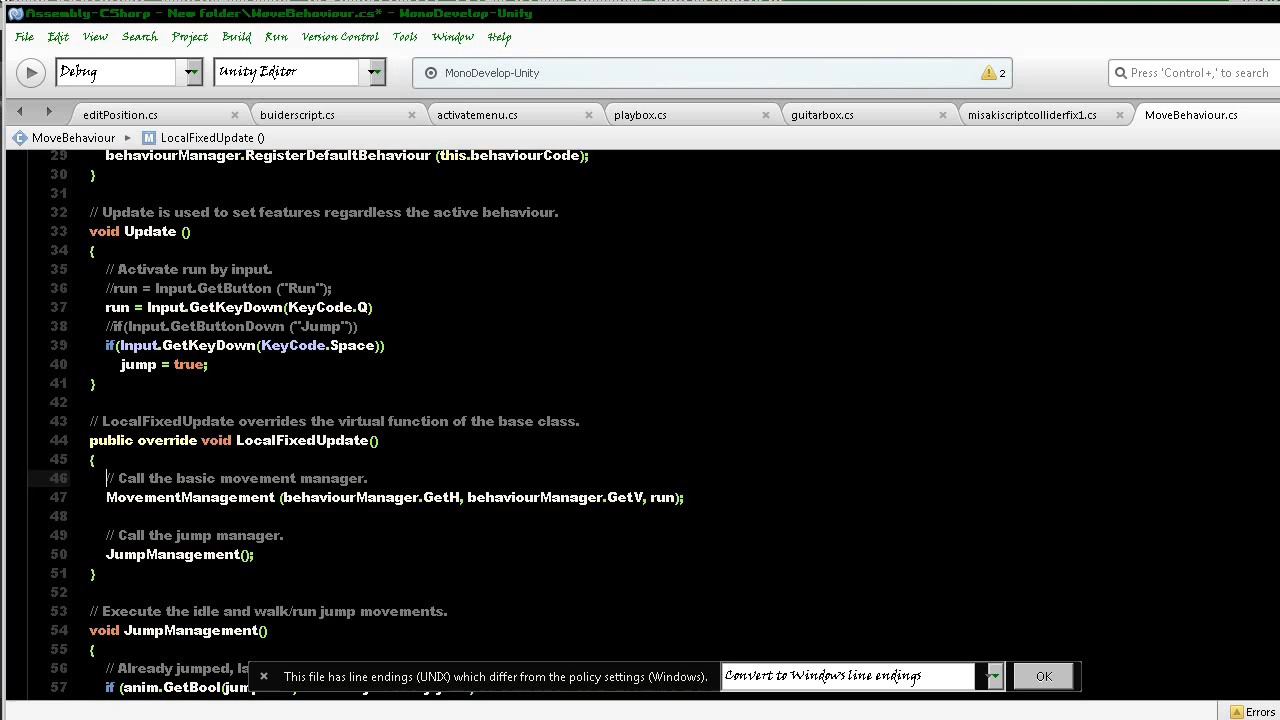 Assembly-CSharp - New folder\MoveBehaviour.cs* - MonoDevelop-Unity
File Edit View Search Project Build Run Version Control Tools Window Help
Debug Unity Editor MonoDevelop-Unity 2 Press 'Control+,' to search
editPosition.cs buiderscript.cs activatemenu.cs playbox.cs guitarbox.cs misakiscriptcolliderfix1.cs MoveBehaviour.cs
MoveBehaviour LocalFixedUpdate ()
29 behaviourManager.RegisterDefaultBehaviour (this.behaviourCode);
30 }
31
32 // Update is used to set features regardless the active behaviour.
33 void Update ()
34 {
35 // Activate run by input.
36 //run = Input.GetButton ("Run");
37 run = Input.GetKeyDown(KeyCode.Q)
38 //if(Input.GetButtonDown ("Jump"))
39 if(Input.GetKeyDown(KeyCode.Space))
40 jump = true;
41 }
42
43 // LocalFixedUpdate overrides the virtual function of the base class.
44 public override void LocalFixedUpdate()
45 {
46 // Call the basic movement manager.
47 MovementManagement (behaviourManager.GetH, behaviourManager.GetV, run);
48
49 // Call the jump manager.
50 JumpManagement();
51 }
52
53 // Execute the idle and walk/run jump movements.
54 void JumpManagement()
55 {
56 // Already jumped,
57 if (anim.GetBool(
This file has line endings (UNIX) which differ from the policy settings (Windows). Convert to Windows line endings OK
Errors